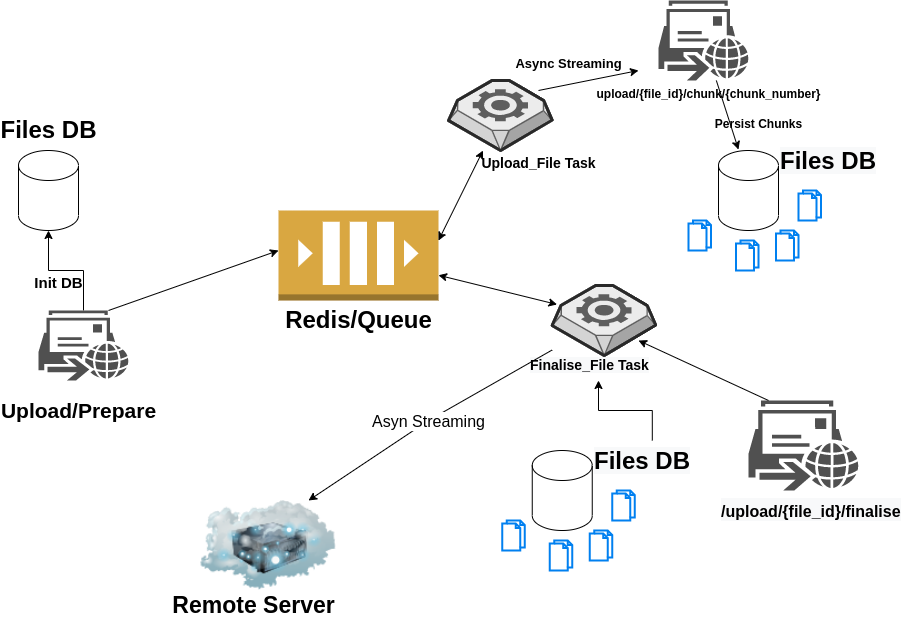 Async Streaming
upload/{file_id}/chunk/{chunk_number}
Persist Chunks
Files DB
Upload_File Task
Files DB
Init DB
Redis/Queue
Finalise_File Task
Upload/Prepare
Asyn Streaming
Files DB
/upload/{file_id}/finalise
Remote Server